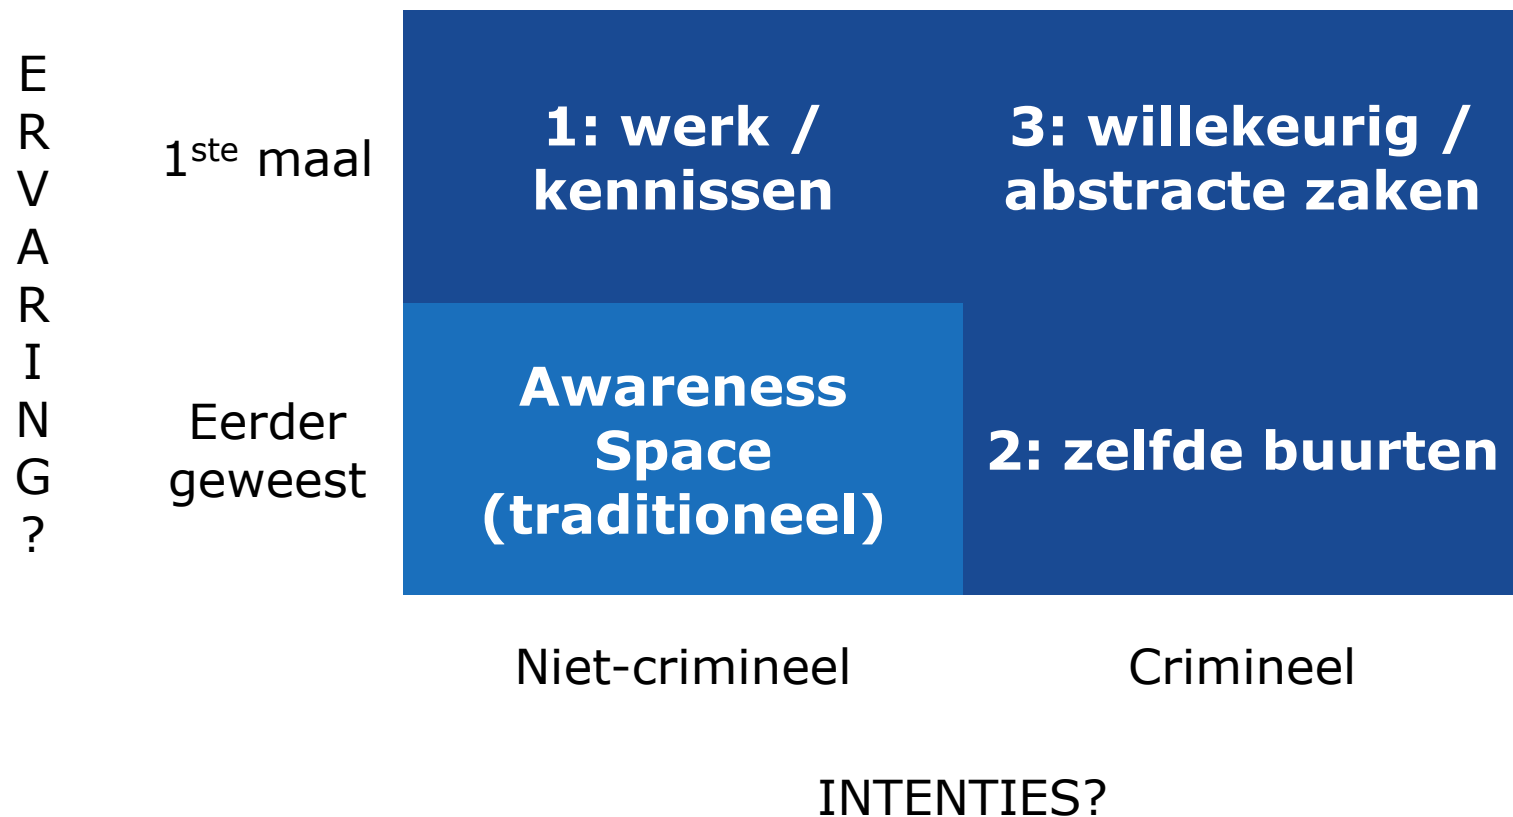 E
R
V
A
R
I
N
G
?
1ste maal
1: werk /
kennissen
3: willekeurig /
abstracte zaken
Eerder
geweest
Awareness
Space
(traditioneel)
2: zelfde buurten
Niet-crimineel
Crimineel
INTENTIES?